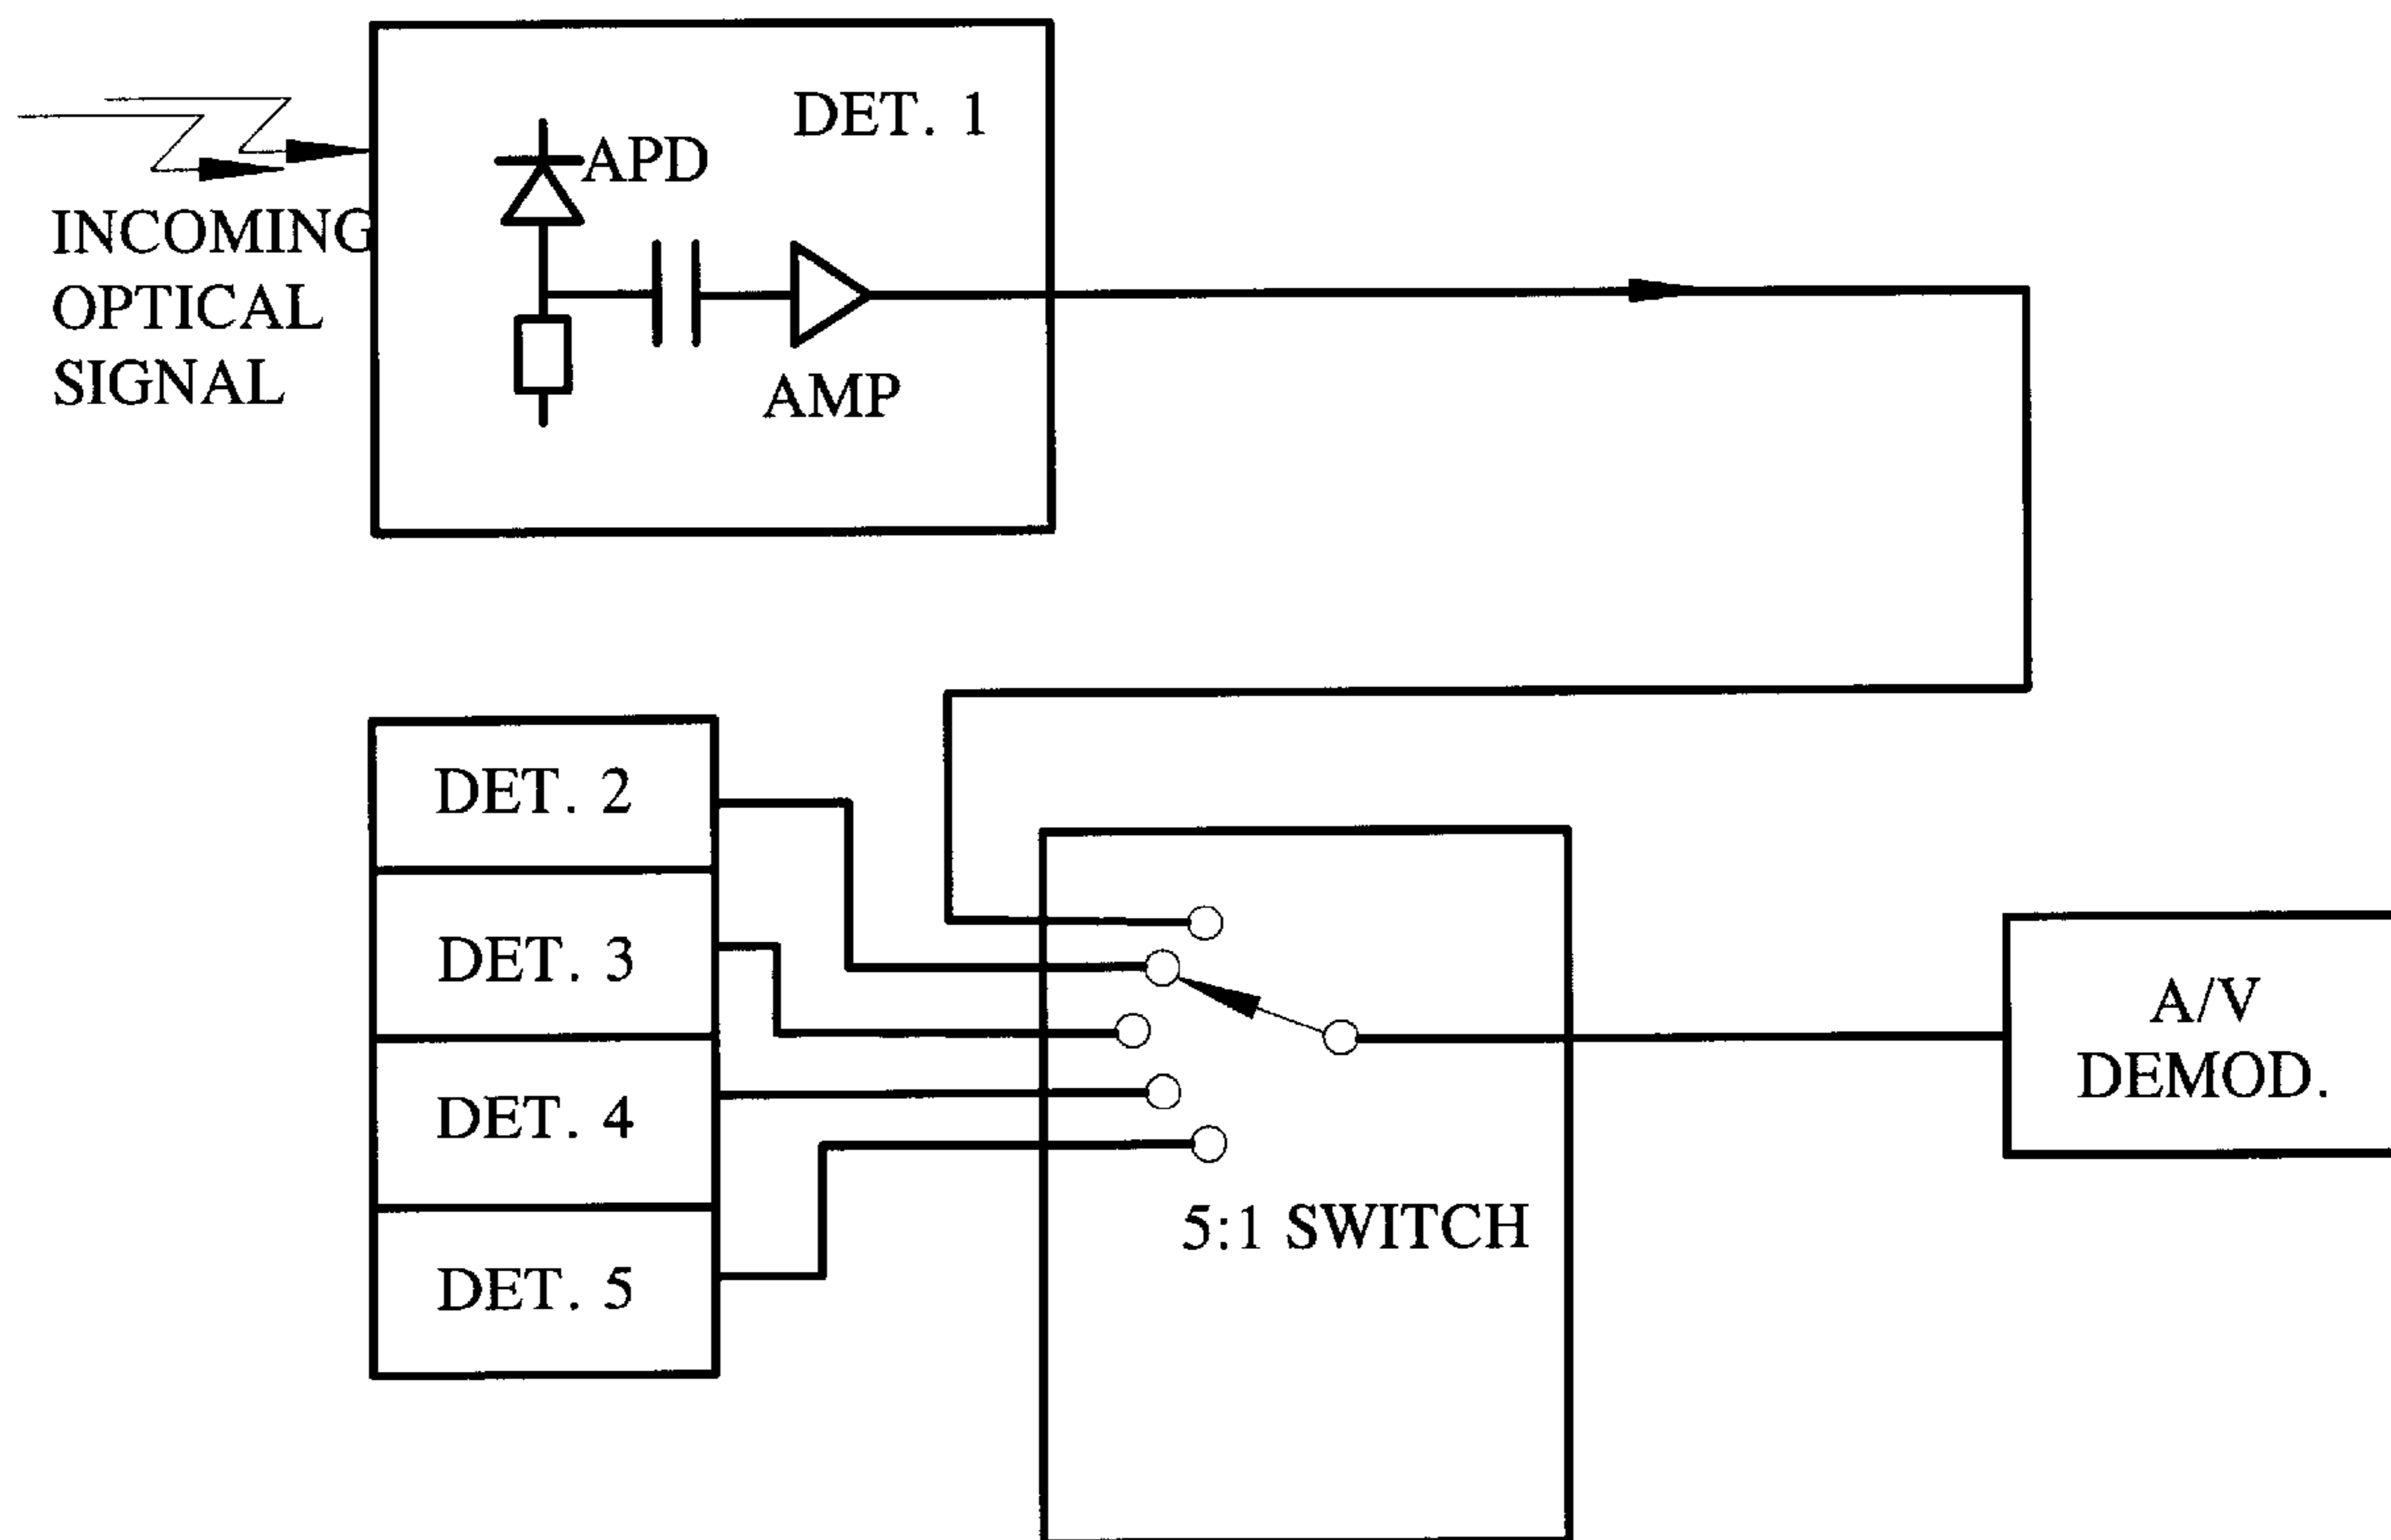 DET. 1
APD
INCOMING
OPTICAL
SIGNAL
AMP
DET. 2
DET. 3
DET. 4
DET. 5
5:1 SWITCH
A/V
DEMOD.